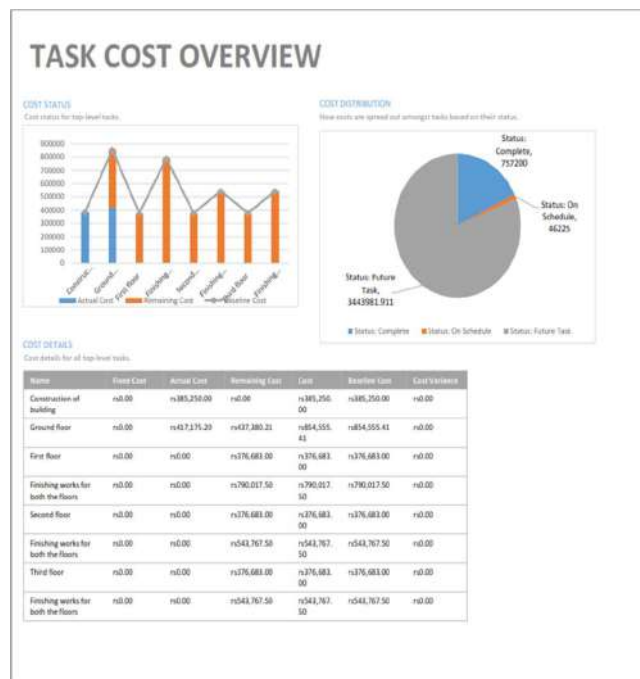 TASK COST OVERVIEW
COST STATUS
Cost status for top-level tasks.
900000
800000
700000
600000
500000
400000
300000
200000
100000
0
Construc...
Ground...
First floor
Finishing...
Second...
Finishing...
Third floor
Finishing...
Actual Cost Remaining Cost Baseline Cost
COST DISTRIBUTION
How costs are spread out amongst tasks based on their status.
Status:
Complete,
757200
Status: On
Schedule,
46225
Status: Future
Task,
3443981.911
Status: Complete Status: On Schedule Status: Future Task
COST DETAILS
Cost details for all top-level tasks.
Name Fixed Cost Actual Cost Remaining Cost Cost Baseline Cost Cost Variance
Construction of rs0.00 rs385,250.00 rs0.00 rs385,250. rs385,250.00 rs0.00
building 00
Ground floor rs0.00 rs417,175.20 rs437,380.21 rs854,555. rs854,555.41 rs0.00
41
First floor rs0.00 rs0.00 rs376,683.00 rs376,683. rs376,683.00 rs0.00
00
Finishing works for rs0.00 rs0.00 rs790,017.50 rs790,017. rs790,017.50 rs0.00
both the floors 50
Second floor rs0.00 rs0.00 rs376,683.00 rs376,683. rs376,683.00 rs0.00
00
Finishing works for rs0.00 rs0.00 rs543,767.50 rs543,767. rs543,767.50 rs0.00
both the floors 50
Third floor rs0.00 rs0.00 rs376,683.00 rs376,683. rs376,683.00 rs0.00
00
Finishing works for rs0.00 rs0.00 rs543,767.50 rs543,767. rs543,767.50 rs0.00
both the floors 50